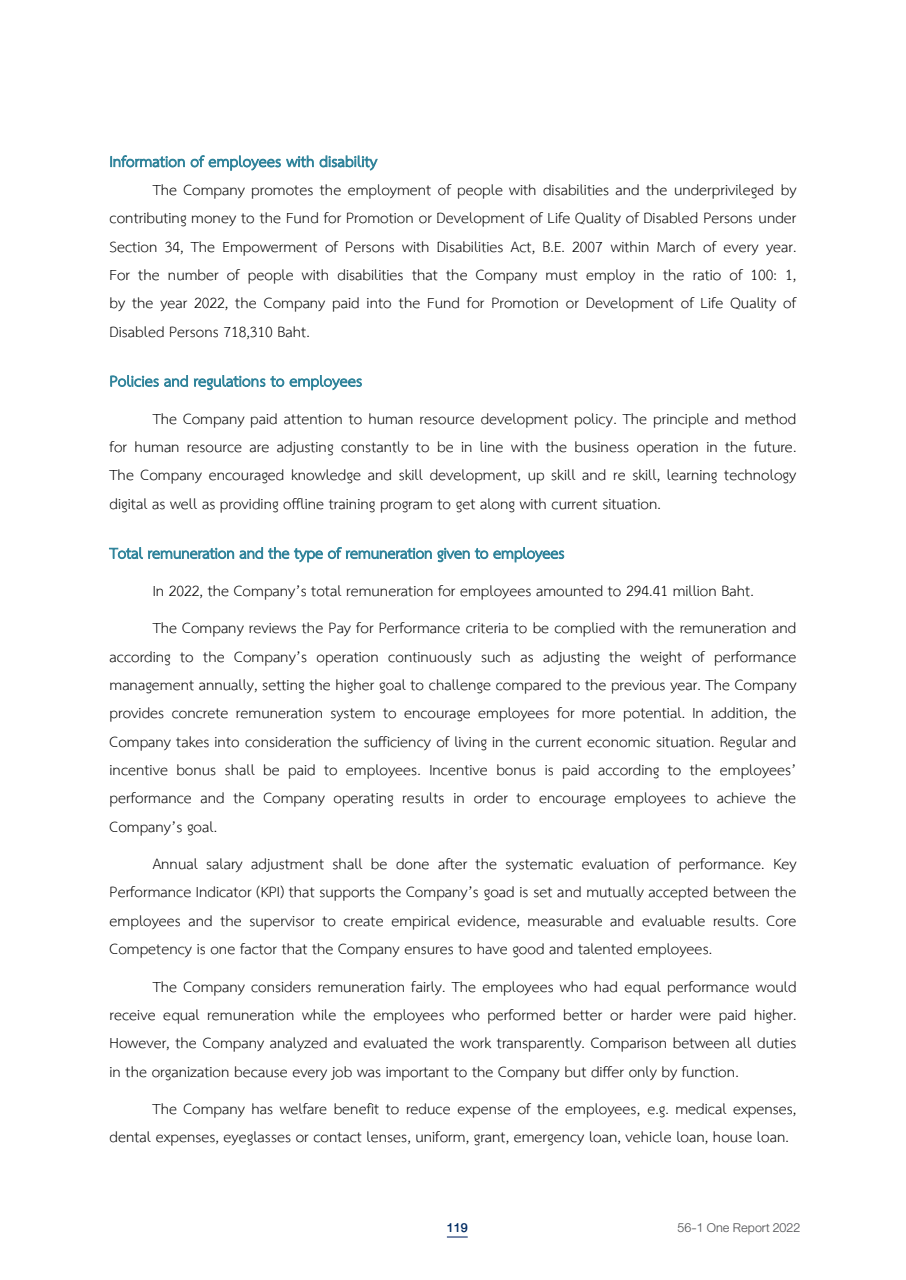 Information of employees with disability
The Company promotes the employment of people with disabilities and the underprivileged by
contributing money to the Fund for Promotion or Development of Life Quality of Disabled Persons under
Section 34, The Empowerment of Persons with Disabilities Act, B.E. 2007 within March of every year.
For the number of people with disabilities that the Company must employ in the ratio of 100: 1,
by the year 2022, the Company paid into the Fund for Promotion or Development of Life Quality of
Disabled Persons 718,310 Baht.
Policies and regulations to employees
The Company paid attention to human resource development policy. The principle and method
for human resource are adjusting constantly to be in line with the business operation in the future.
The Company encouraged knowledge and skill development, up skill and re skill, learning technology
digital as well as providing offline training program to get along with current situation.
Total remuneration and the type of remuneration given to employees
In 2022, the Company's total remuneration for employees amounted to 294.41 million Baht.
The Company reviews the Pay for Performance criteria to be complied with the remuneration and
according to the Company's operation continuously such as adjusting the weight of performance
management annually, setting the higher goal to challenge compared to the previous year. The Company
provides concrete remuneration system to encourage employees for more potential. In addition, the
Company takes into consideration the sufficiency of living in the current economic situation. Regular and
incentive bonus shall be paid to employees. Incentive bonus is paid according to the employees'
performance and the Company operating results in order to encourage employees to achieve the
Company's goal.
Annual salary adjustment shall be done after the systematic evaluation of performance. Key
Performance Indicator (KPI) that supports the Company's goad is set and mutually accepted between the
employees and the supervisor to create empirical evidence, measurable and evaluable results. Core
Competency is one factor that the Company ensures to have good and talented employees.
The Company considers remuneration fairly. The employees who had equal performance would
receive equal remuneration while the employees who performed better or harder were paid higher.
However, the Company analyzed and evaluated the work transparently. Comparison between all duties
in the organization because every job was important to the Company but differ only by function.
The Company has welfare benefit to reduce expense of the employees, e.g. medical expenses,
dental expenses, eyeglasses or contact lenses, uniform, grant, emergency loan, vehicle loan, house loan.
119
56-1 One Report 2022